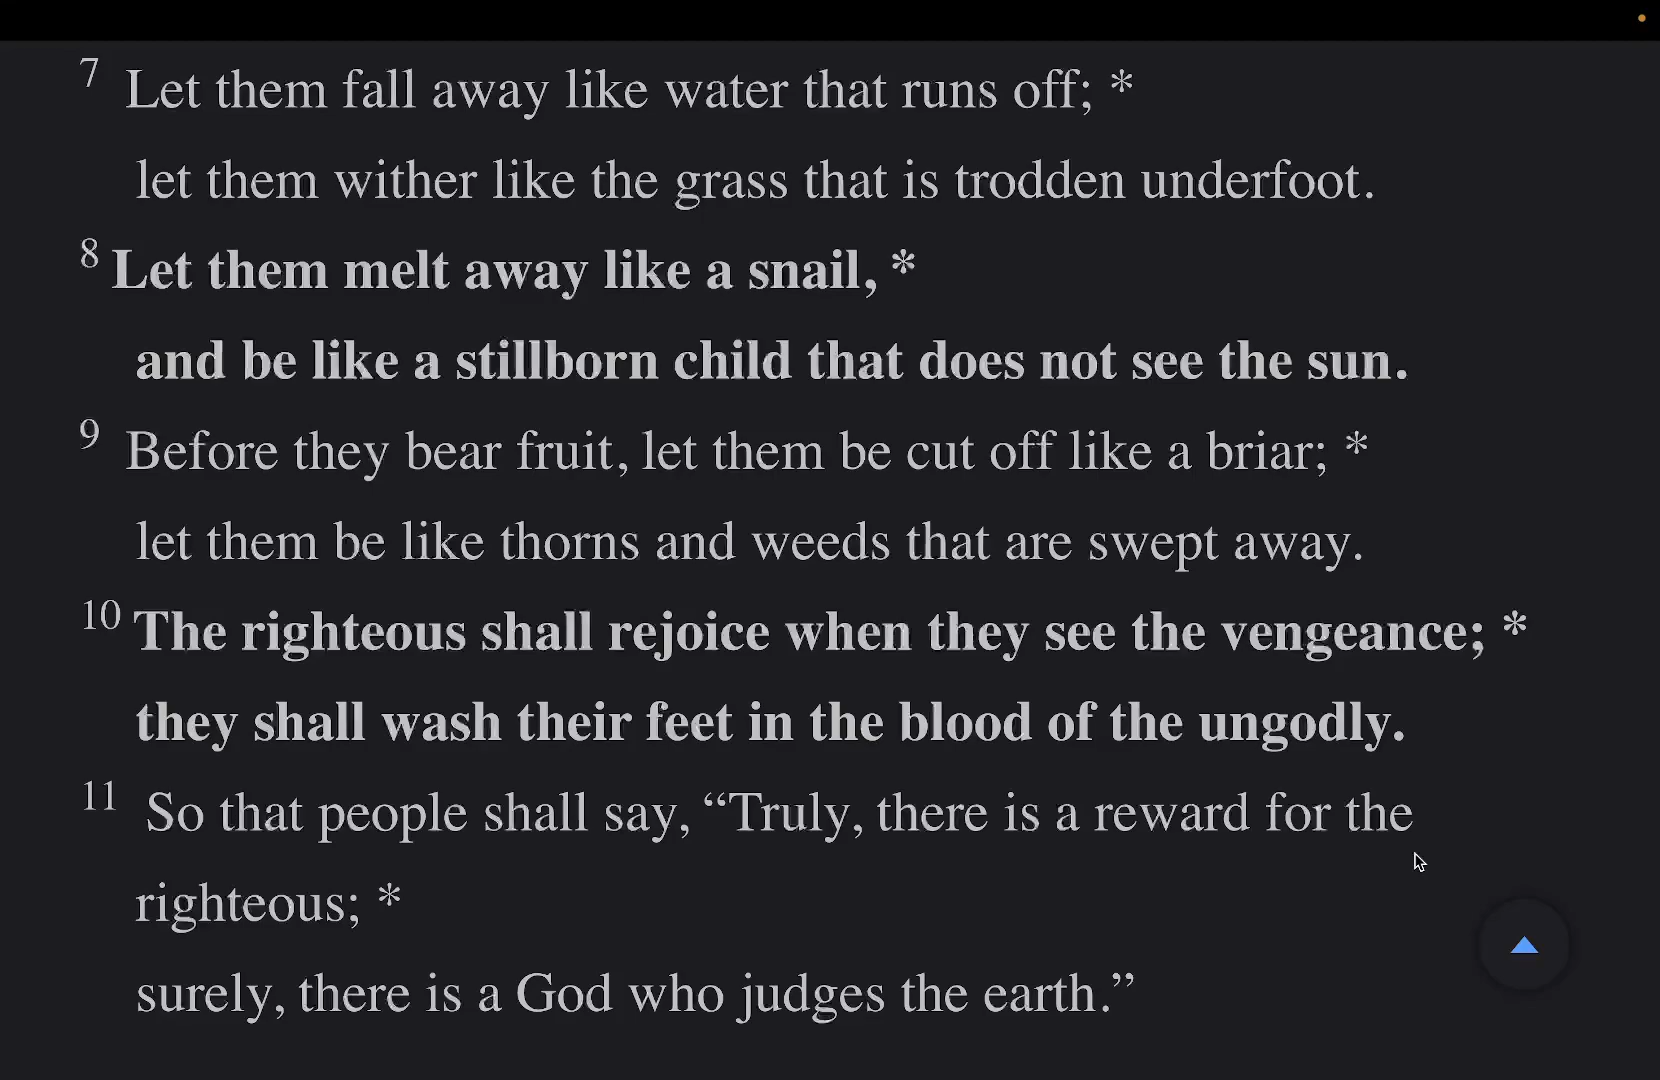 7 Let them fall away like water that runs off; *
let them wither like the grass that is trodden underfoot.
8 Let them melt away like a snail, *
and be like a stillborn child that does not see the sun.
9 Before they bear fruit, let them be cut off like a briar; *
let them be like thorns and weeds that are swept away.
10 The righteous shall rejoice when they see the vengeance; *
they shall wash their feet in the blood of the ungodly.
11 So that people shall say, “Truly, there is a reward for the
righteous; *
surely, there is a God who judges the earth.”